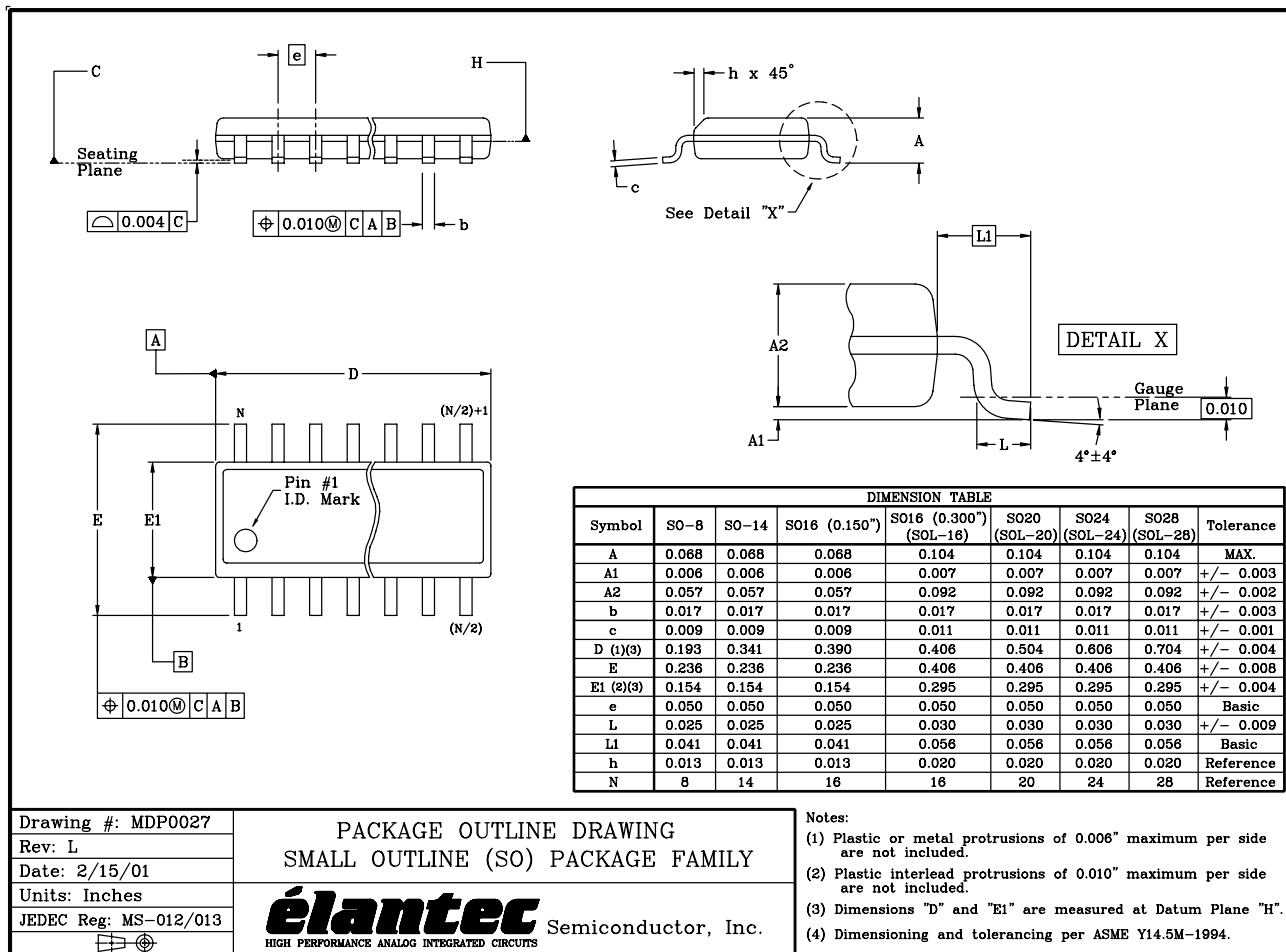 C
e
H
h x 45°
A
Seating
Plane
c
See Detail "X"
0.004 C
0.010Ⓜ C A B
b
L1
A2
DETAIL X
Gauge
Plane
0.010
A1
L
4°±4°
A
D
N
(N/2)+1
Pin #1
I.D. Mark
E
E1
1
(N/2)
B
0.010Ⓜ C A B
DIMENSION TABLE
Symbol SO-8 SO-14 SO16 (0.150") SO16 (0.300") (SOL-16) SO20 (SOL-20) SO24 (SOL-24) SO28 (SOL-28) Tolerance
A 0.068 0.068 0.068 0.104 0.104 0.104 0.104 MAX.
A1 0.006 0.006 0.006 0.007 0.007 0.007 0.007 +/- 0.003
A2 0.057 0.057 0.057 0.092 0.092 0.092 0.092 +/- 0.002
b 0.017 0.017 0.017 0.017 0.017 0.017 0.017 +/- 0.003
c 0.009 0.009 0.009 0.011 0.011 0.011 0.011 +/- 0.001
D (1)(3) 0.193 0.341 0.390 0.406 0.504 0.606 0.704 +/- 0.004
E 0.236 0.236 0.236 0.406 0.406 0.406 0.406 +/- 0.008
E1 (2)(3) 0.154 0.154 0.154 0.295 0.295 0.295 0.295 +/- 0.004
e 0.050 0.050 0.050 0.050 0.050 0.050 0.050 Basic
L 0.025 0.025 0.025 0.030 0.030 0.030 0.030 +/- 0.009
L1 0.041 0.041 0.041 0.056 0.056 0.056 0.056 Basic
h 0.013 0.013 0.013 0.020 0.020 0.020 0.020 Reference
N 8 14 16 16 20 24 28 Reference
Drawing #: MDP0027
Rev: L
Date: 2/15/01
Units: Inches
JEDEC Reg: MS-012/013
PACKAGE OUTLINE DRAWING
SMALL OUTLINE (SO) PACKAGE FAMILY
élantec Semiconductor, Inc.
HIGH PERFORMANCE ANALOG INTEGRATED CIRCUITS
Notes:
(1) Plastic or metal protrusions of 0.006" maximum per side
are not included.
(2) Plastic interlead protrusions of 0.010" maximum per side
are not included.
(3) Dimensions "D" and "E1" are measured at Datum Plane "H".
(4) Dimensioning and tolerancing per ASME Y14.5M-1994.